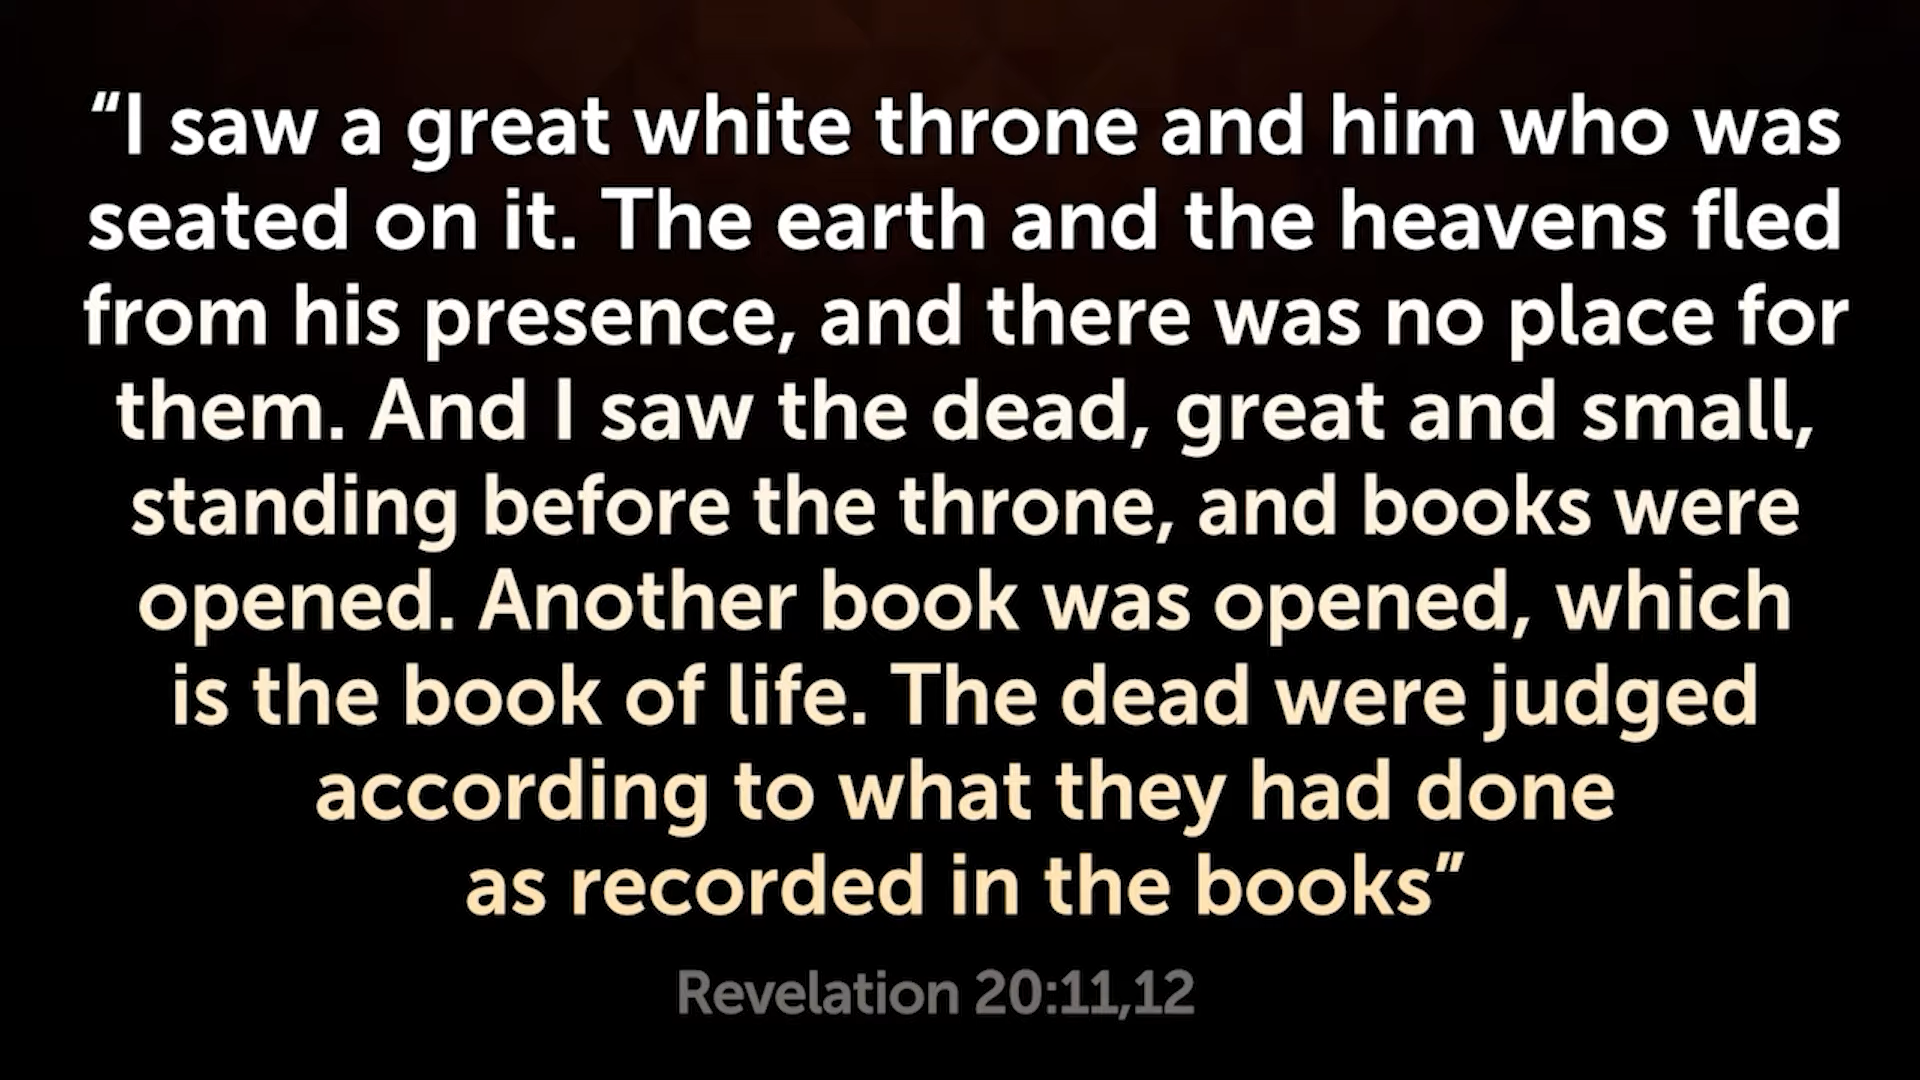 “I saw a great white throne and him who was
seated on it. The earth and the heavens fled
from his presence, and there was no place for
them. And I saw the dead, great and small,
standing before the throne, and books were
opened. Another book was opened, which
is the book of life. The dead were judged
according to what they had done
as recorded in the books”
Revelation 20:11,12